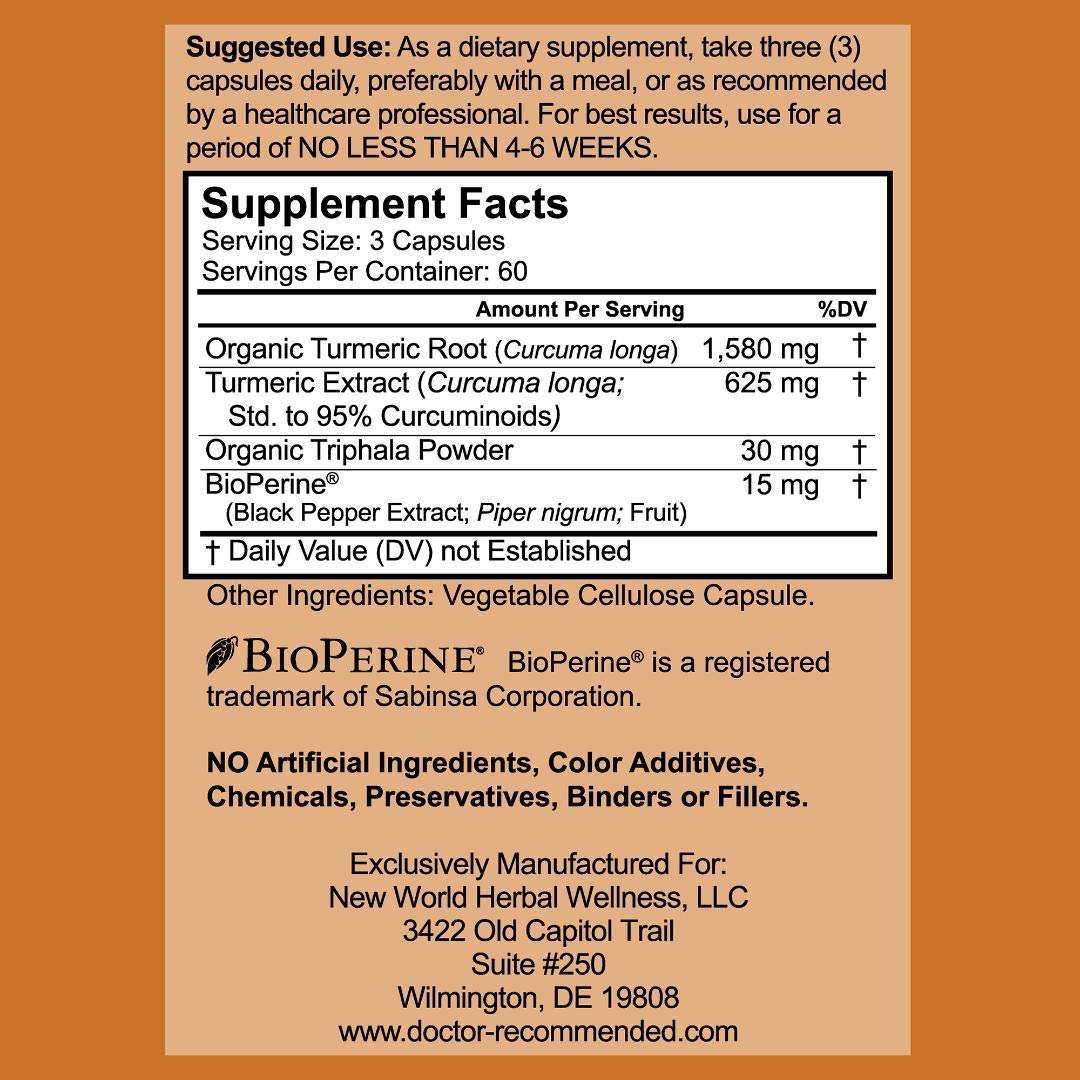 Suggested Use: As a dietary supplement, take three (3)
capsules daily, preferably with a meal, or as recommended
by a healthcare professional. For best results, use for a
period of NO LESS THAN 4-6 WEEKS.
Supplement Facts
Serving Size: 3 Capsules
Servings Per Container: 60
Amount Per Serving %DV
Organic Turmeric Root (Curcuma longa) 1,580 mg †
Turmeric Extract (Curcuma longa; 625 mg †
Std. to 95% Curcuminoids)
Organic Triphala Powder 30 mg †
BioPerine® 15 mg †
(Black Pepper Extract; Piper nigrum; Fruit)
† Daily Value (DV) not Established
Other Ingredients: Vegetable Cellulose Capsule.
BIOPERINE® BioPerine® is a registered
trademark of Sabinsa Corporation.
NO Artificial Ingredients, Color Additives,
Chemicals, Preservatives, Binders or Fillers.
Exclusively Manufactured For:
New World Herbal Wellness, LLC
3422 Old Capitol Trail
Suite #250
Wilmington, DE 19808
www.doctor-recommended.com